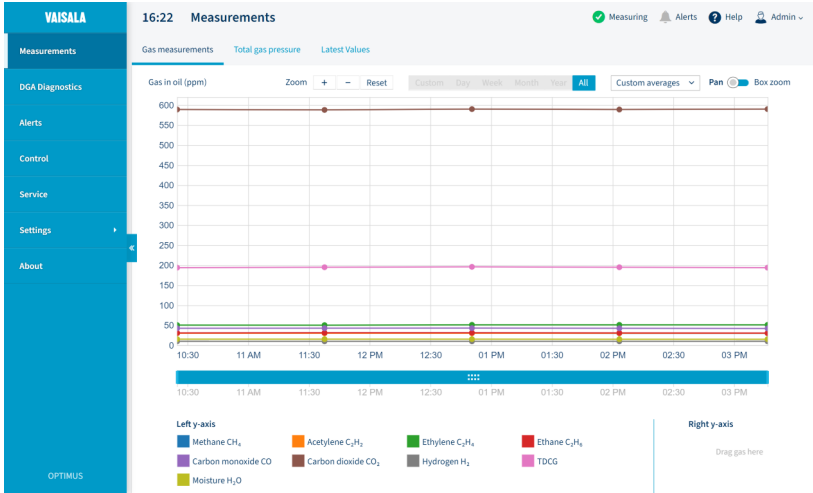 VAISALA
16:22 Measurements
Measuring Alerts Help Admin
Measurements
DGA Diagnostics
Alerts
Control
Service
Settings
About
OPTIMUS
Gas measurements Total gas pressure Latest Values
Gas in oil (ppm) Zoom + − Reset Custom Day Week Month Year All Custom averages Pan Box zoom
600
550
500
450
400
350
300
250
200
150
100
50
0
10:30 11 AM 11:30 12 PM 12:30 01 PM 01:30 02 PM 02:30 03 PM
10:30 11 AM 11:30 12 PM 12:30 01 PM 01:30 02 PM 02:30 03 PM
Left y-axis
Methane CH₄ Acetylene C₂H₂ Ethylene C₂H₄ Ethane C₂H₆
Carbon monoxide CO Carbon dioxide CO₂ Hydrogen H₂ TDCG
Moisture H₂O
Right y-axis
Drag gas here